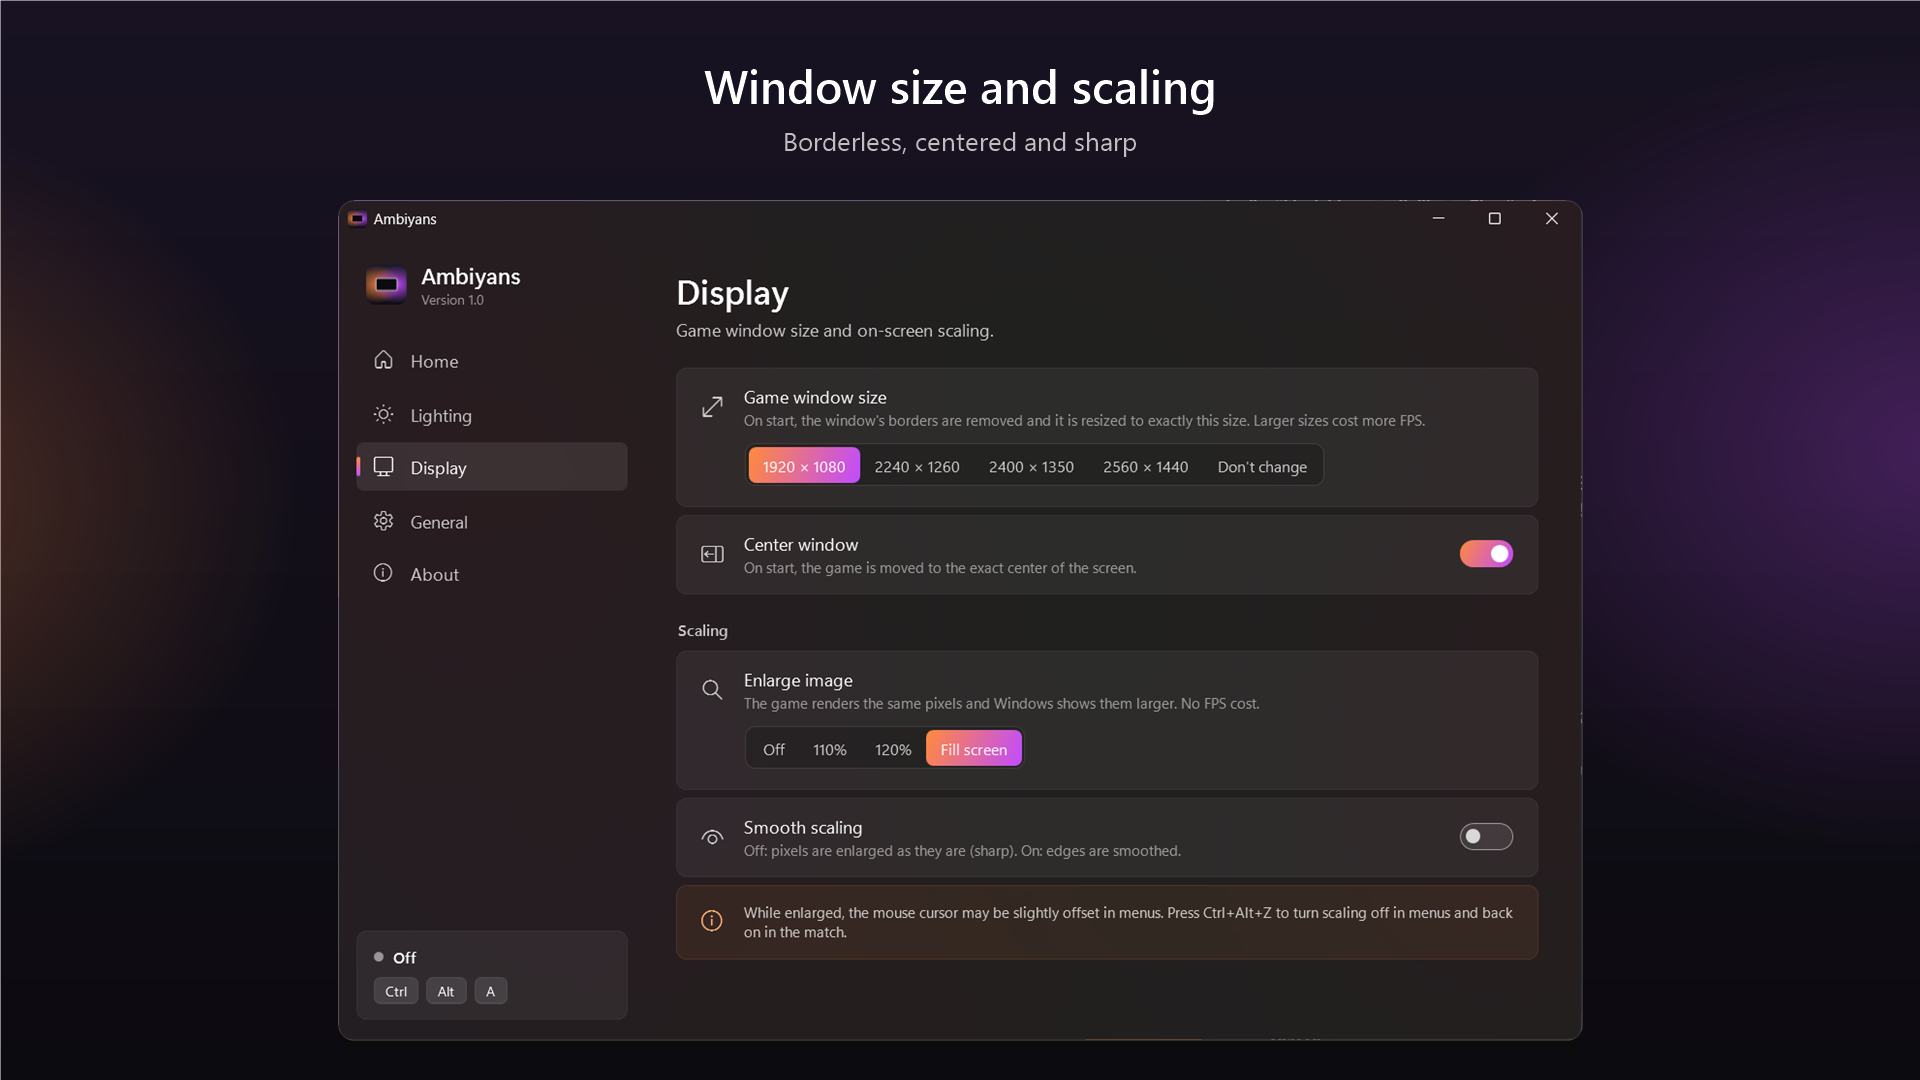 Window size and scaling
Borderless, centered and sharp
Ambiyans
Ambiyans
Version 1.0
Home
Lighting
Display
General
About
Off
Ctrl Alt A
Display
Game window size and on-screen scaling.
Game window size
On start, the window's borders are removed and it is resized to exactly this size. Larger sizes cost more FPS.
1920 × 1080 2240 × 1260 2400 × 1350 2560 × 1440 Don't change
Center window
On start, the game is moved to the exact center of the screen.
Scaling
Enlarge image
The game renders the same pixels and Windows shows them larger. No FPS cost.
Off 110% 120% Fill screen
Smooth scaling
Off: pixels are enlarged as they are (sharp). On: edges are smoothed.
While enlarged, the mouse cursor may be slightly offset in menus. Press Ctrl+Alt+Z to turn scaling off in menus and back
on in the match.